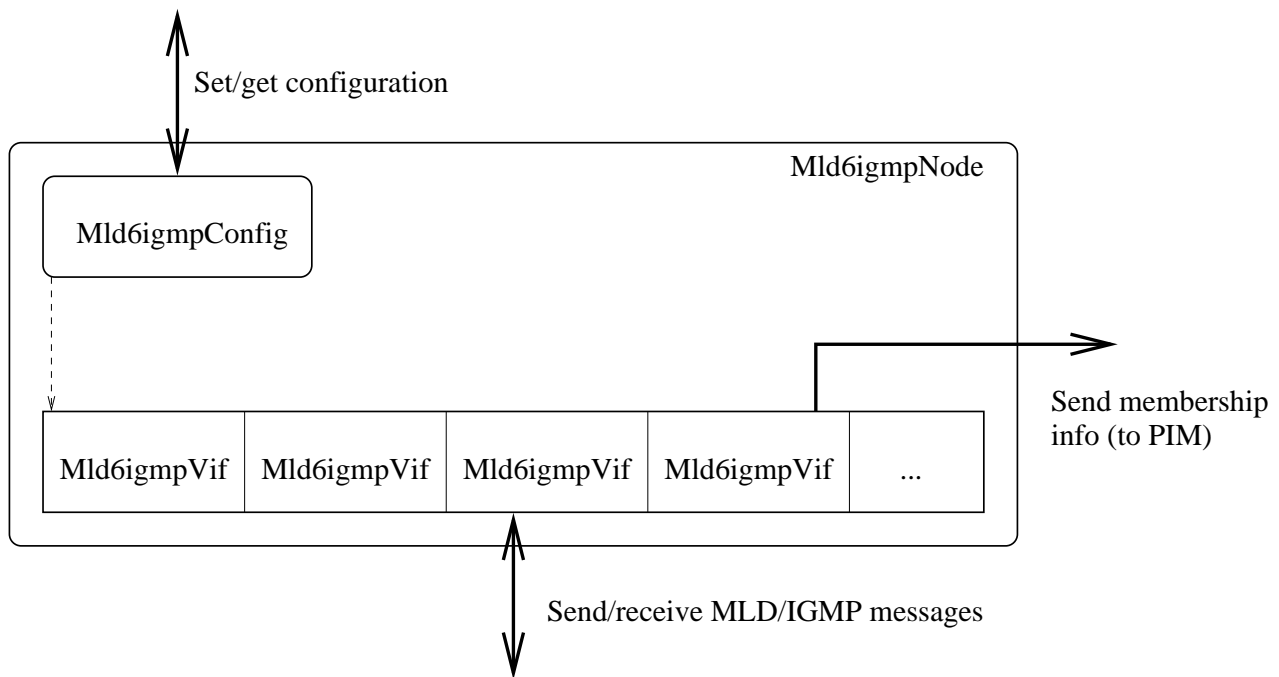 Set/get configuration
Mld6igmpNode
Mld6igmpConfig
Send membership
info (to PIM)
Mld6igmpVif
Mld6igmpVif
Mld6igmpVif
Mld6igmpVif
...
Send/receive MLD/IGMP messages